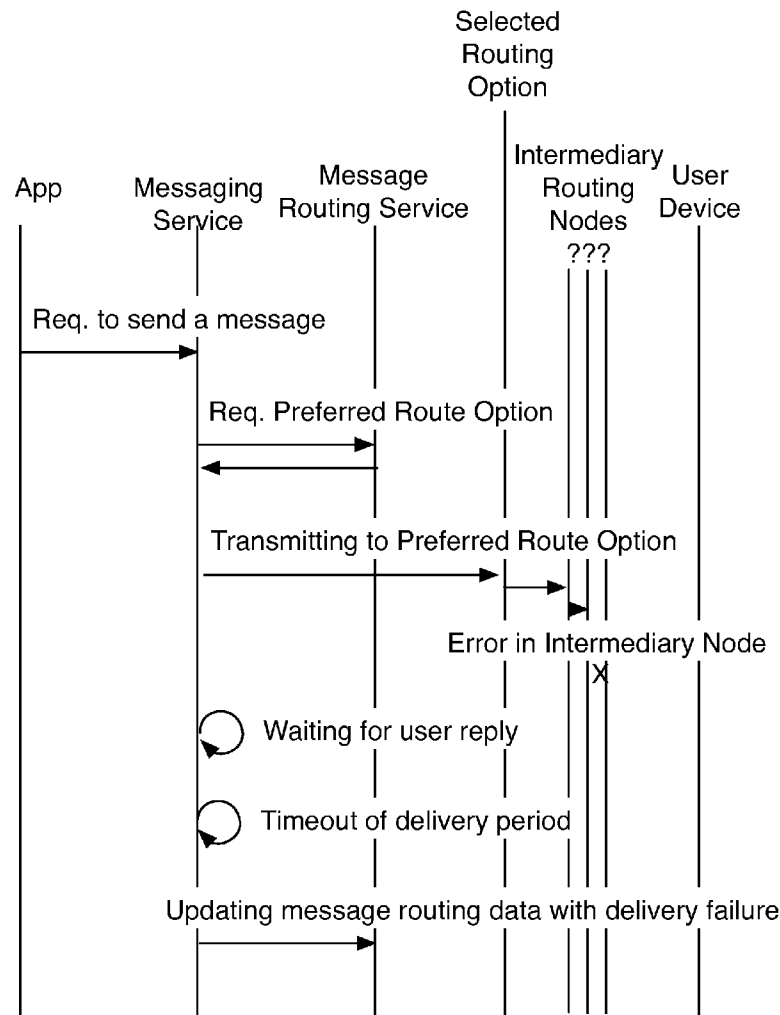 Selected
Routing
Option
App
Messaging
Service
Message
Routing Service
Intermediary
Routing
Nodes
???
User
Device
Req. to send a message
Req. Preferred Route Option
Transmitting to Preferred Route Option
Error in Intermediary Node
X
Waiting for user reply
Timeout of delivery period
Updating message routing data with delivery failure